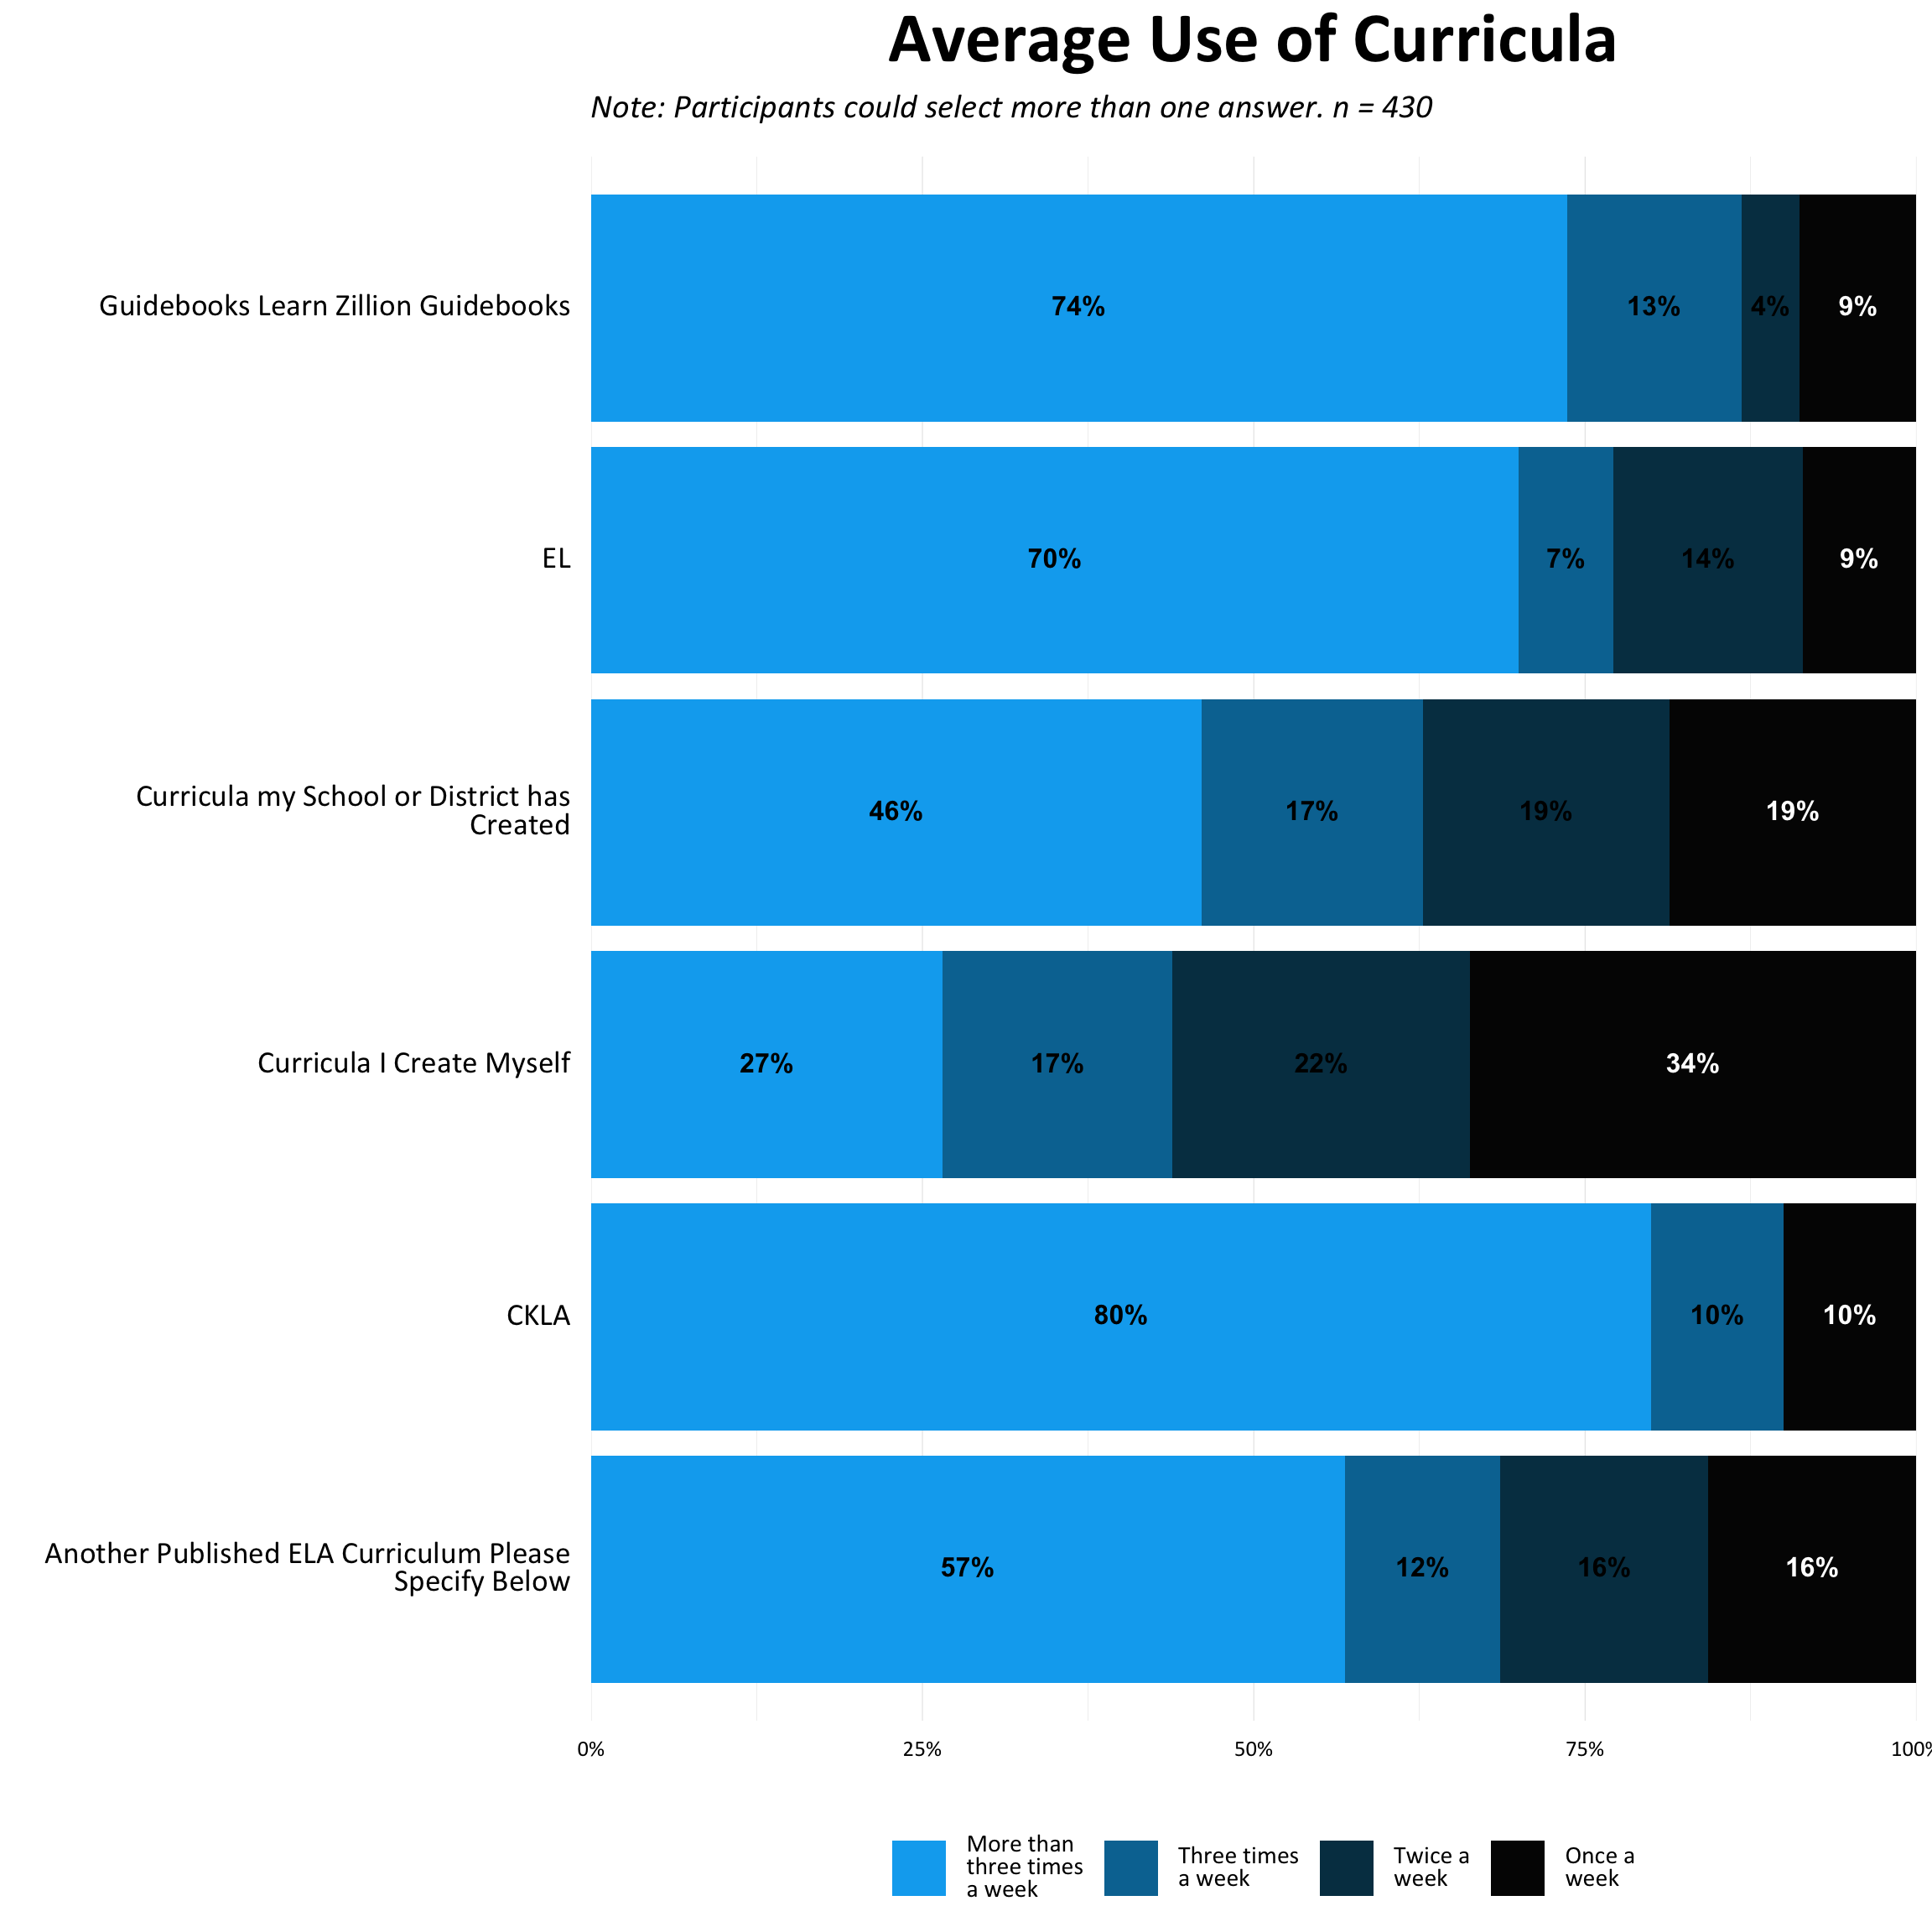 Average Use of Curricula
Note: Participants could select more than one answer. n = 430
Guidebooks Learn Zillion Guidebooks
74%
13%
4%
9%
EL
70%
7%
14%
9%
Curricula my School or District has
Created
46%
17%
19%
19%
Curricula I Create Myself
27%
17%
22%
34%
CKLA
80%
10%
10%
Another Published ELA Curriculum Please
Specify Below
57%
12%
16%
16%
0%
25%
50%
75%
100%
More than
three times
a week
Three times
a week
Twice a
week
Once a
week